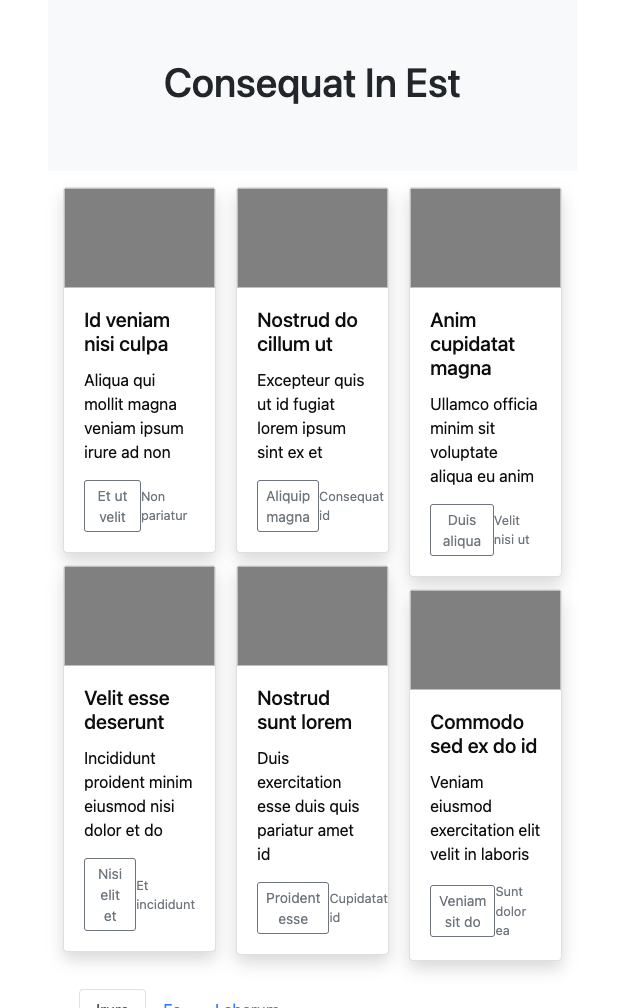 Consequat In Est
Id veniam
nisi culpa
Aliqua qui
mollit magna
veniam ipsum
irure ad non
Et ut
velit
Non
pariatur
Nostrud do
cillum ut
Excepteur quis
ut id fugiat
lorem ipsum
sint ex et
Aliquip
magna
Consequat
id
Anim
cupidatat
magna
Ullamco officia
minim sit
voluptate
aliqua eu anim
Duis
aliqua
Velit
nisi ut
Velit esse
deserunt
Incididunt
proident minim
eiusmod nisi
dolor et do
Nisi
elit
et
Et
incididunt
Nostrud
sunt lorem
Duis
exercitation
esse duis quis
pariatur amet
id
Proident
esse
Cupidatat
id
Commodo
sed ex do id
Veniam
eiusmod
exercitation elit
velit in laboris
Veniam
sit do
Sunt
dolor
ea